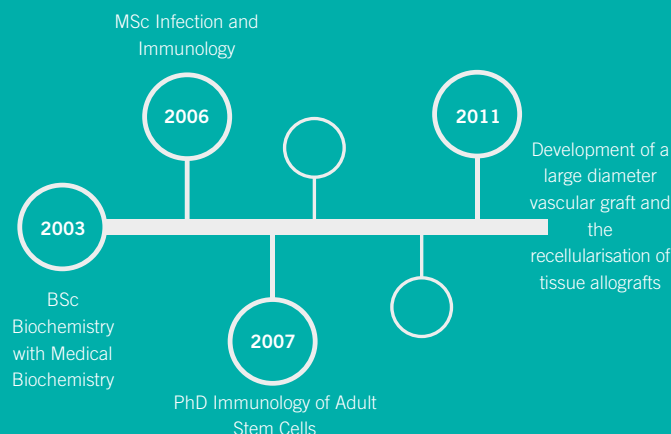 MSc Infection and
Immunology
2006
2011
Development of a
large diameter
vascular graft and
the
recellularisation of
tissue allografts
2003
BSc
Biochemistry
with Medical
Biochemistry
2007
PhD Immunology of Adult
Stem Cells